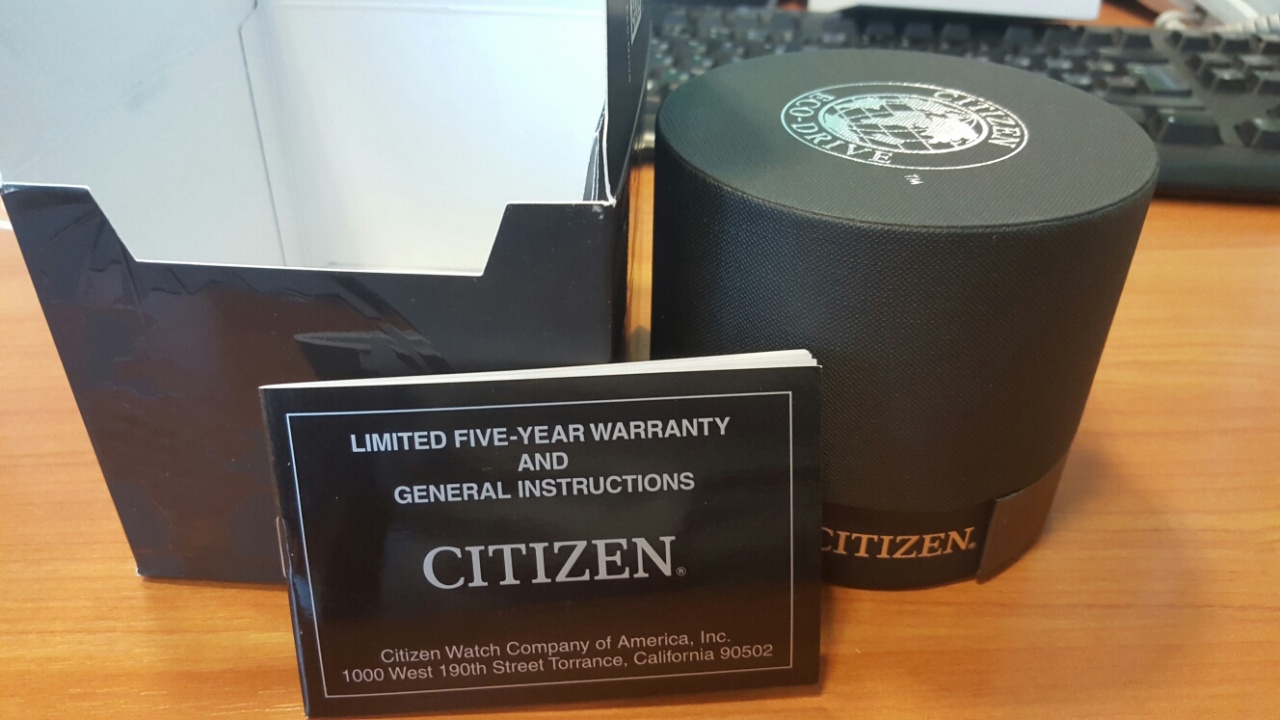 CITIZEN
ECO-DRIVE
™
LIMITED FIVE-YEAR WARRANTY
AND
GENERAL INSTRUCTIONS
CITIZEN®
Citizen Watch Company of America, Inc.
1000 West 190th Street Torrance, California 90502
CITIZEN®